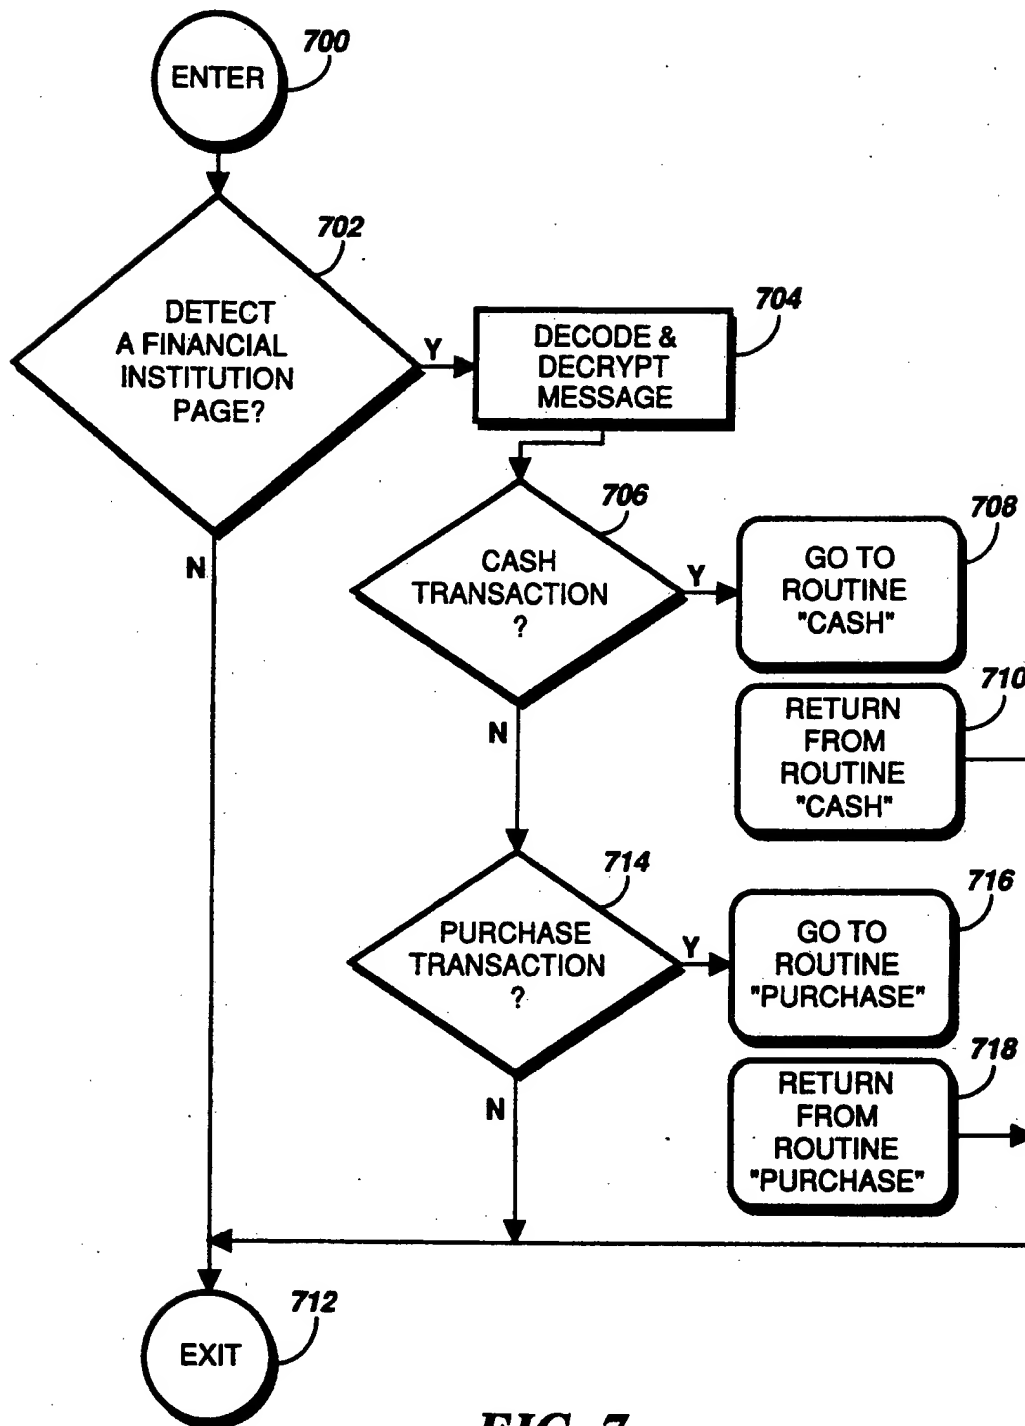 700
ENTER
702
DETECT
A FINANCIAL
INSTITUTION
PAGE?
Y
704
DECODE &
DECRYPT
MESSAGE
N
706
CASH
TRANSACTION
?
Y
708
GO TO
ROUTINE
"CASH"
N
710
RETURN
FROM
ROUTINE
"CASH"
714
PURCHASE
TRANSACTION
?
Y
716
GO TO
ROUTINE
"PURCHASE"
N
718
RETURN
FROM
ROUTINE
"PURCHASE"
712
EXIT
FIG. 7